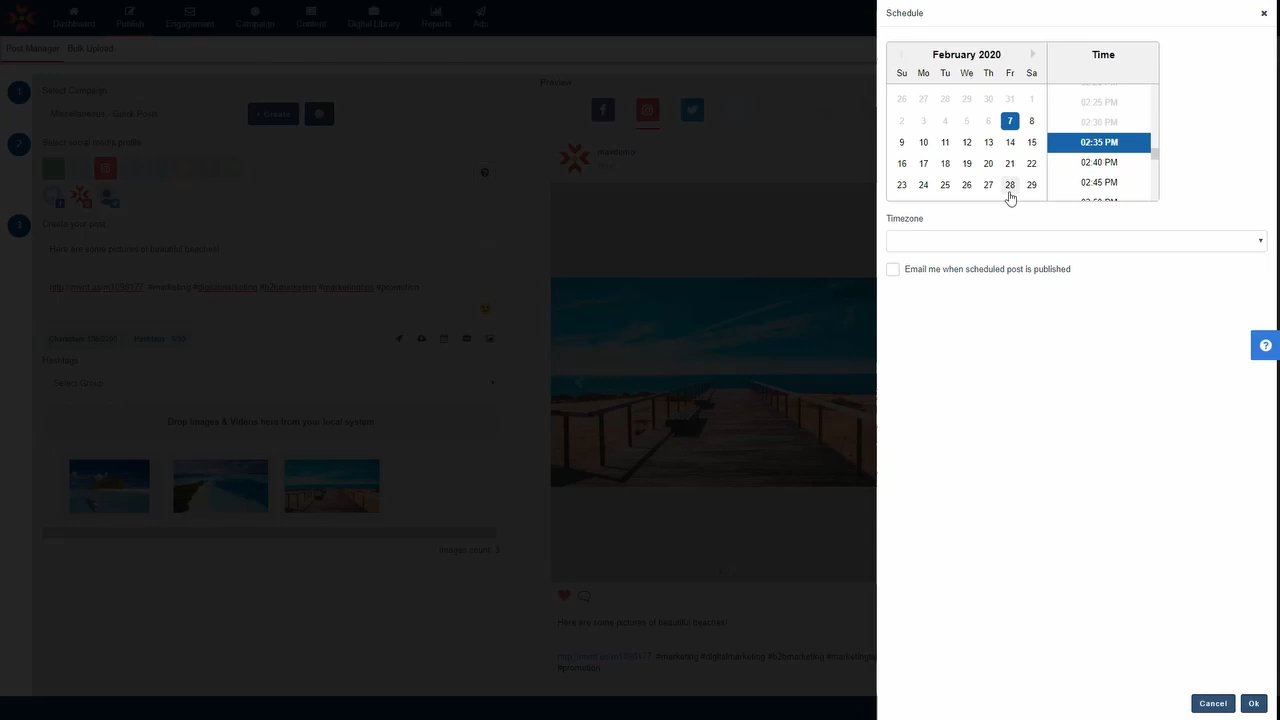 Dashboard
Publish
Engagement
Campaign
Content
Digital Library
Reports
Ads
Post Manager
Bulk Upload
1
Select Campaign
Miscellaneous - Quick Posts
+ Create
2
Select social media profile
3
Create your post
Here are some pictures of beautiful beaches!
#marketing #digitalmarketing #b2bmarketing #marketingtips #promotion
Hashtags
Select Group
Drop Images & Videos here from your local system
Images count: 3
Preview
Here are some pictures of beautiful beaches!
#marketing #digitalmarketing #b2bmarketing
#promotion
Schedule
February 2020
Su Mo Tu We Th Fr Sa
26 27 28 29 30 31 1
2 3 4 5 6 7 8
9 10 11 12 13 14 15
16 17 18 19 20 21 22
23 24 25 26 27 28 29
Time
02:25 PM
02:30 PM
02:35 PM
02:40 PM
02:45 PM
02:50 PM
Timezone
Email me when scheduled post is published
?
Cancel
Ok